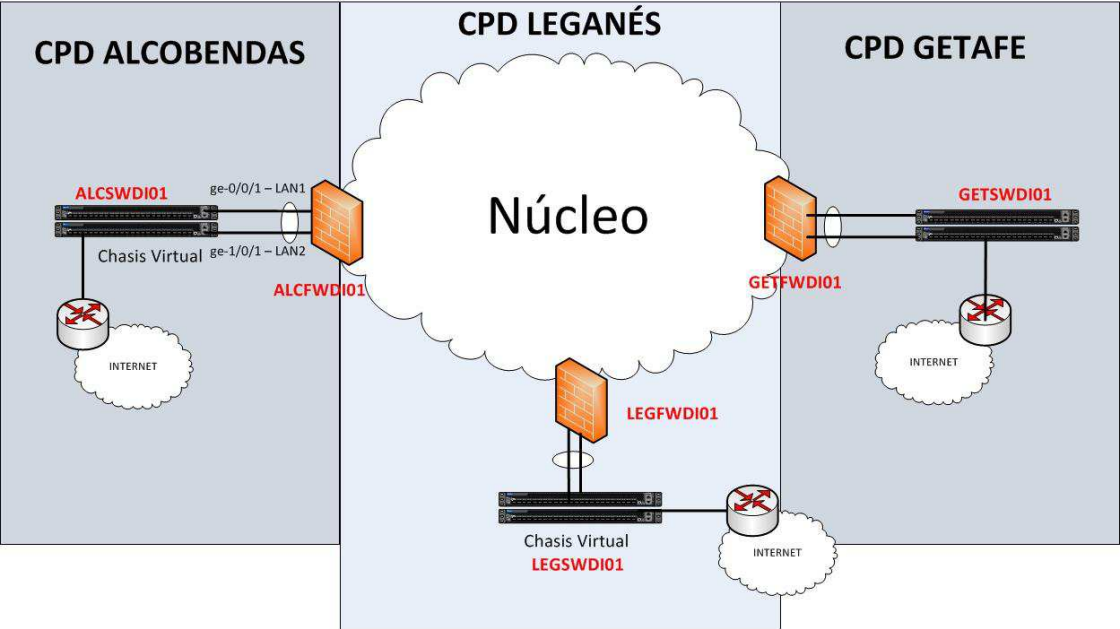 CPD ALCOBENDAS
CPD LEGANÉS
CPD GETAFE
ALCSWDI01
ge-0/0/1 – LAN1
Chasis Virtual
ge-1/0/1 – LAN2
ALCFWDI01
INTERNET
Núcleo
GETSWDI01
GETFWDI01
INTERNET
LEGFWDI01
Chasis Virtual
LEGSWDI01
INTERNET